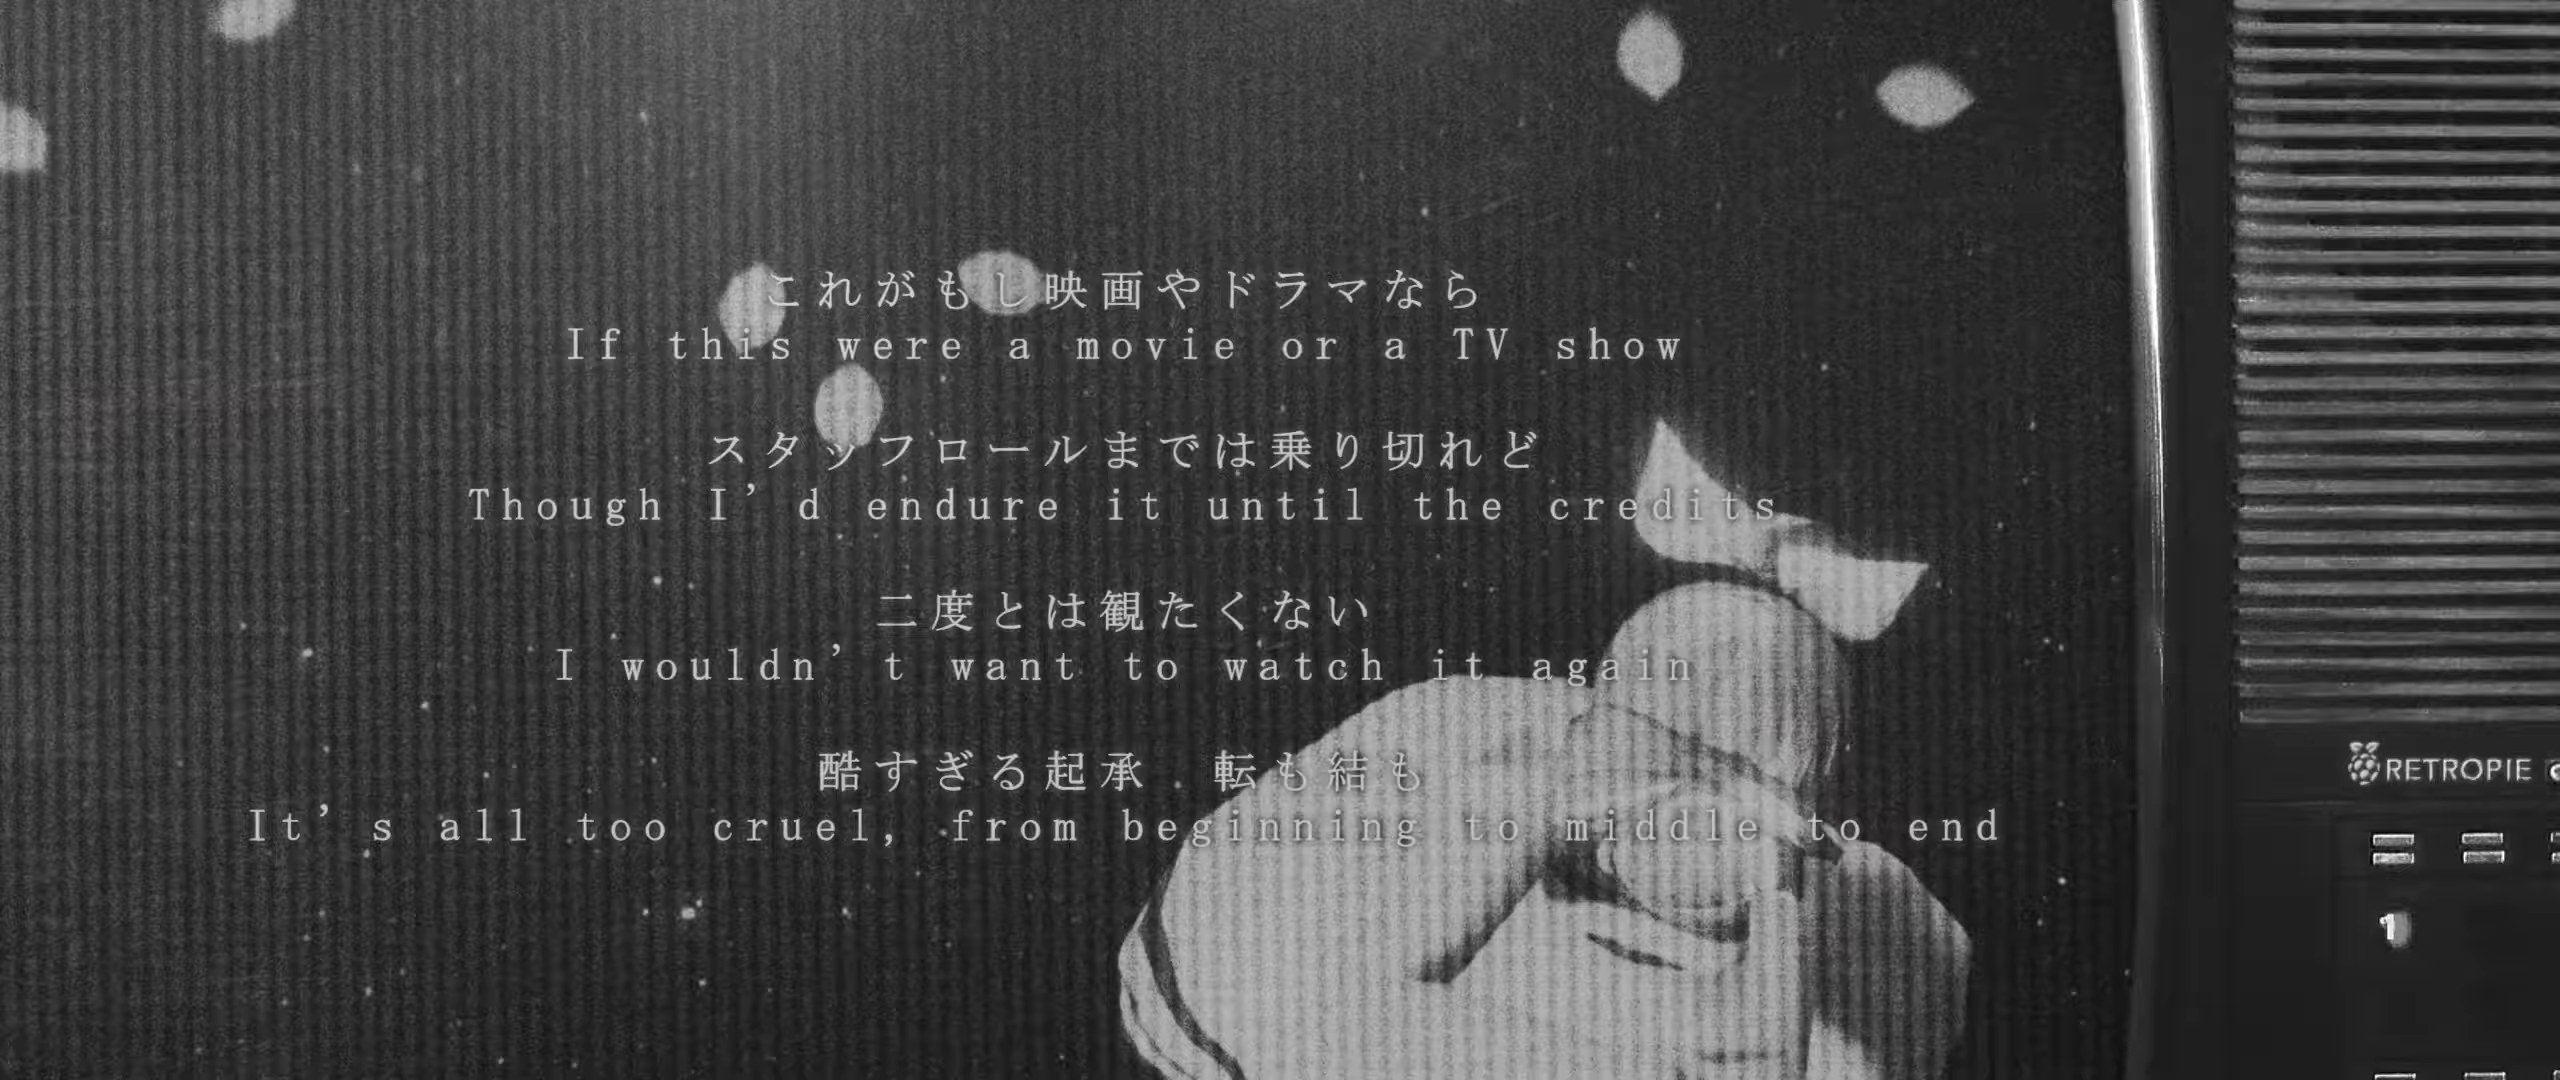 これがもし映画やドラマなら
If this were a movie or a TV show
スタッフロールまでは乗り切れど
Though I’d endure it until the credits
二度とは観たくない
I wouldn’t want to watch it again
酷すぎる起承　転も結も
It’s all too cruel, from beginning to middle to end
RETROPIE
1